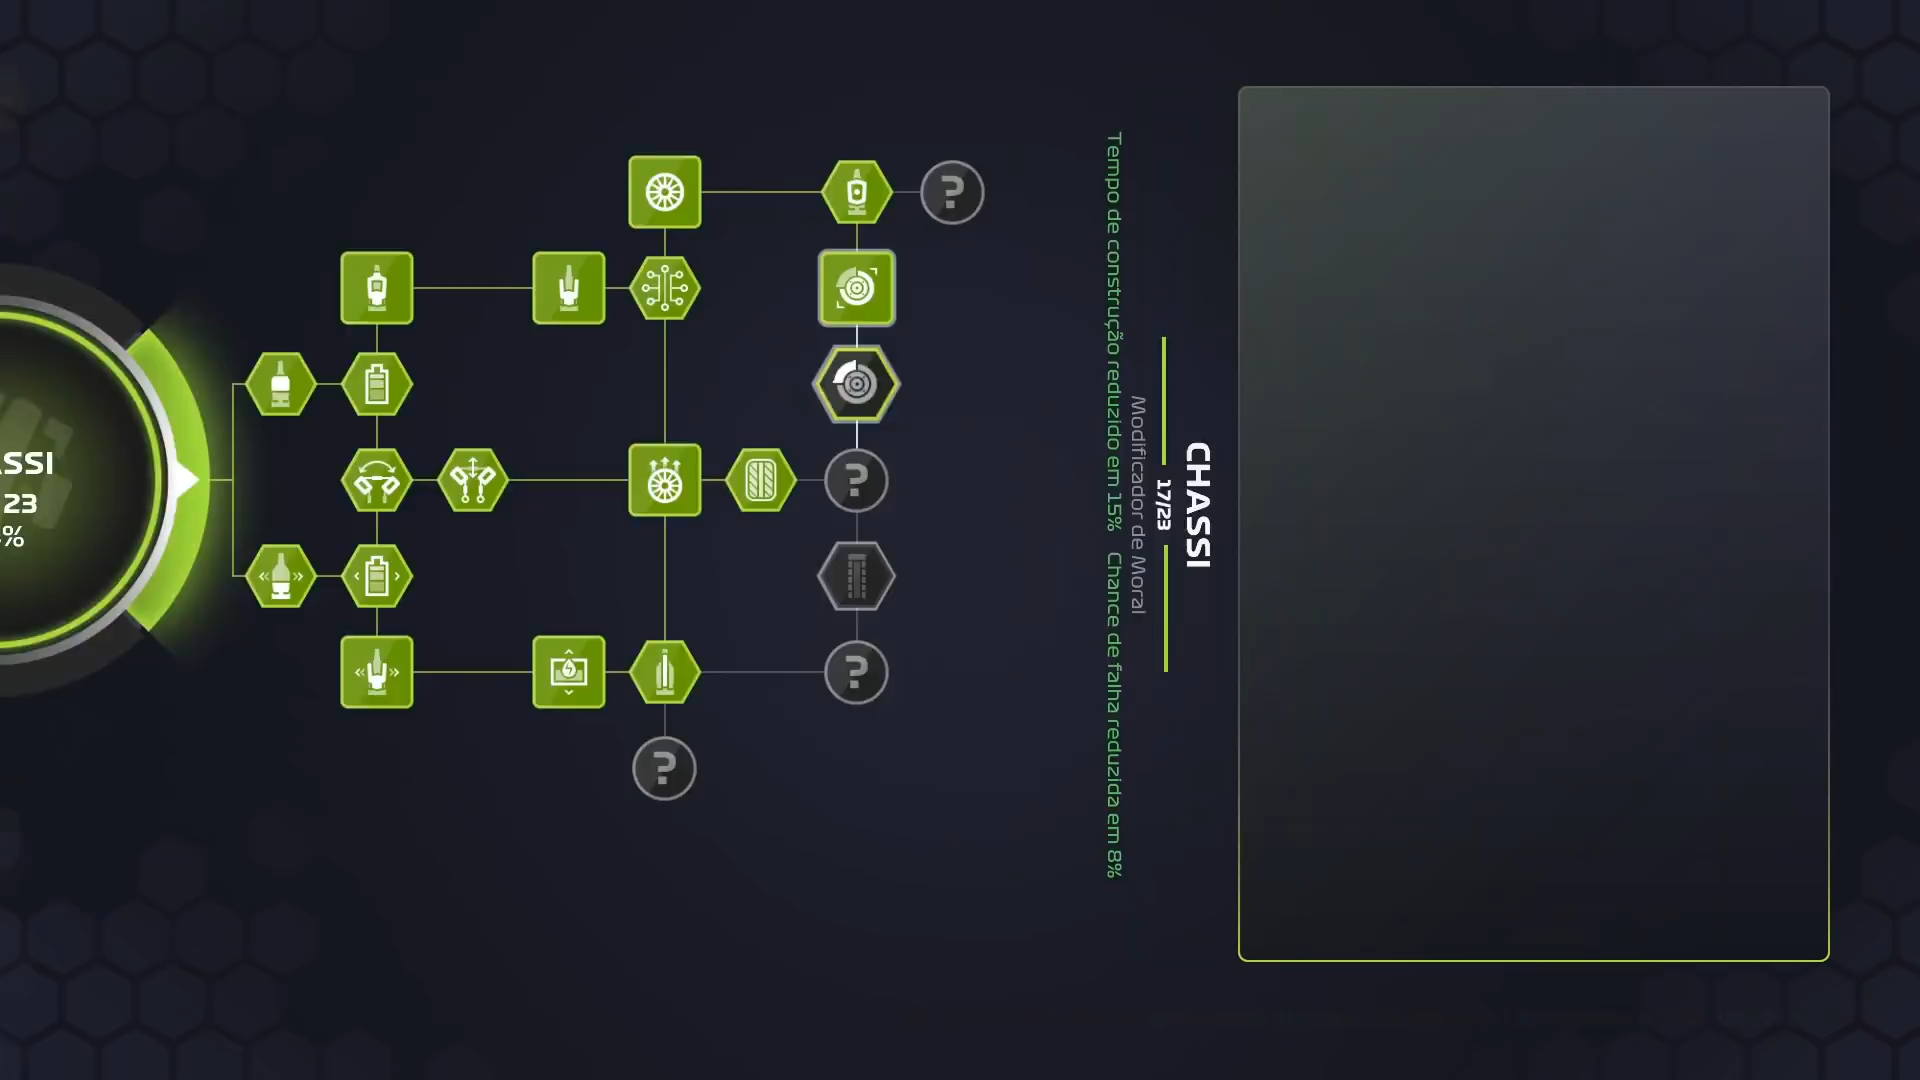 ASSI
23
%
CHASSI
17/23
Modificador de Moral
Tempo de construção reduzido em 15% Chance de falha reduzida em 8%
?
?
?
?